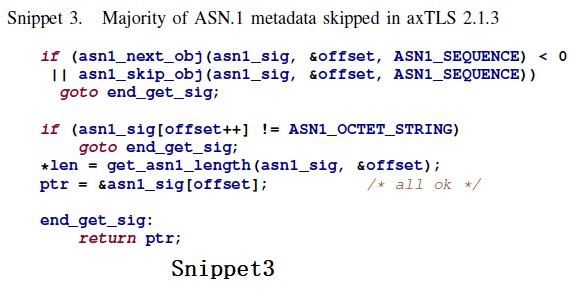 Snippet 3. Majority of ASN.1 metadata skipped in axTLS 2.1.3
if (asn1_next_obj(asn1_sig, &offset, ASN1_SEQUENCE) < 0
|| asn1_skip_obj(asn1_sig, &offset, ASN1_SEQUENCE))
goto end_get_sig;
if (asn1_sig[offset++] != ASN1_OCTET_STRING)
goto end_get_sig;
*len = get_asn1_length(asn1_sig, &offset);
ptr = &asn1_sig[offset]; /* all ok */
end_get_sig:
return ptr;
Snippet3